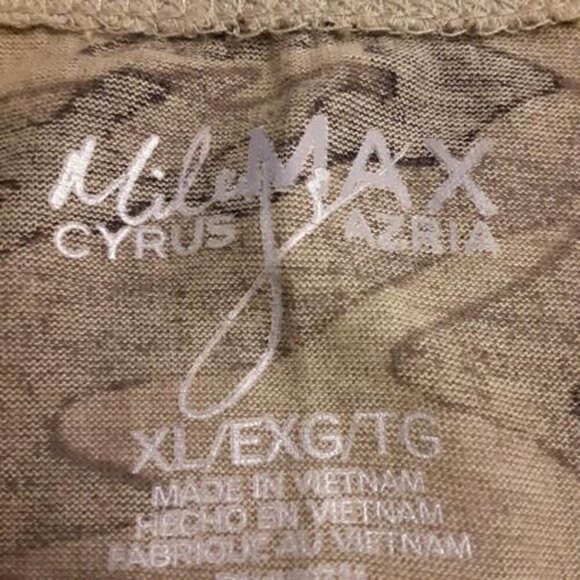 Miley MAX
CYRUS AZRIA
XL/EXG/TG
MADE IN VIETNAM
HECHO EN VIETNAM
FABRIQUE AU VIETNAM